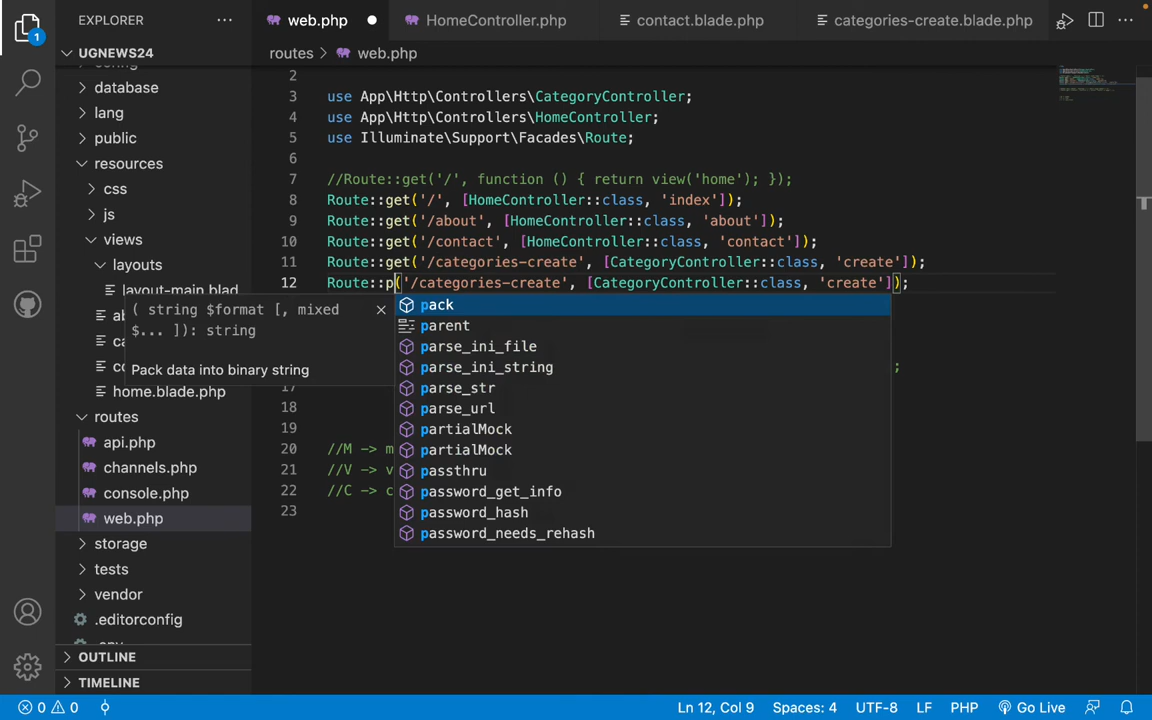 EXPLORER
web.php
HomeController.php
contact.blade.php
categories-create.blade.php
1
UGNEWS24
routes
web.php
database
lang
public
resources
css
js
views
layouts
layout-main.blad
home.blade.php
routes
api.php
channels.php
console.php
web.php
storage
tests
vendor
.editorconfig
OUTLINE
TIMELINE
2
3 use App\Http\Controllers\CategoryController;
4 use App\Http\Controllers\HomeController;
5 use Illuminate\Support\Facades\Route;
6
7 //Route::get('/', function () { return view('home'); });
8 Route::get('/', [HomeController::class, 'index']);
9 Route::get('/about', [HomeController::class, 'about']);
10 Route::get('/contact', [HomeController::class, 'contact']);
11 Route::get('/categories-create', [CategoryController::class, 'create']);
12 Route::p('/categories-create', [CategoryController::class, 'create']);
( string $format [, mixed
$... ]): string
Pack data into binary string
pack
parent
parse_ini_file
parse_ini_string
parse_str
parse_url
partialMock
partialMock
passthru
password_get_info
password_hash
password_needs_rehash
;
18
19
20 //M -> m
21 //V -> v
22 //C -> c
23
0 0
Ln 12, Col 9
Spaces: 4
UTF-8
LF
PHP
Go Live